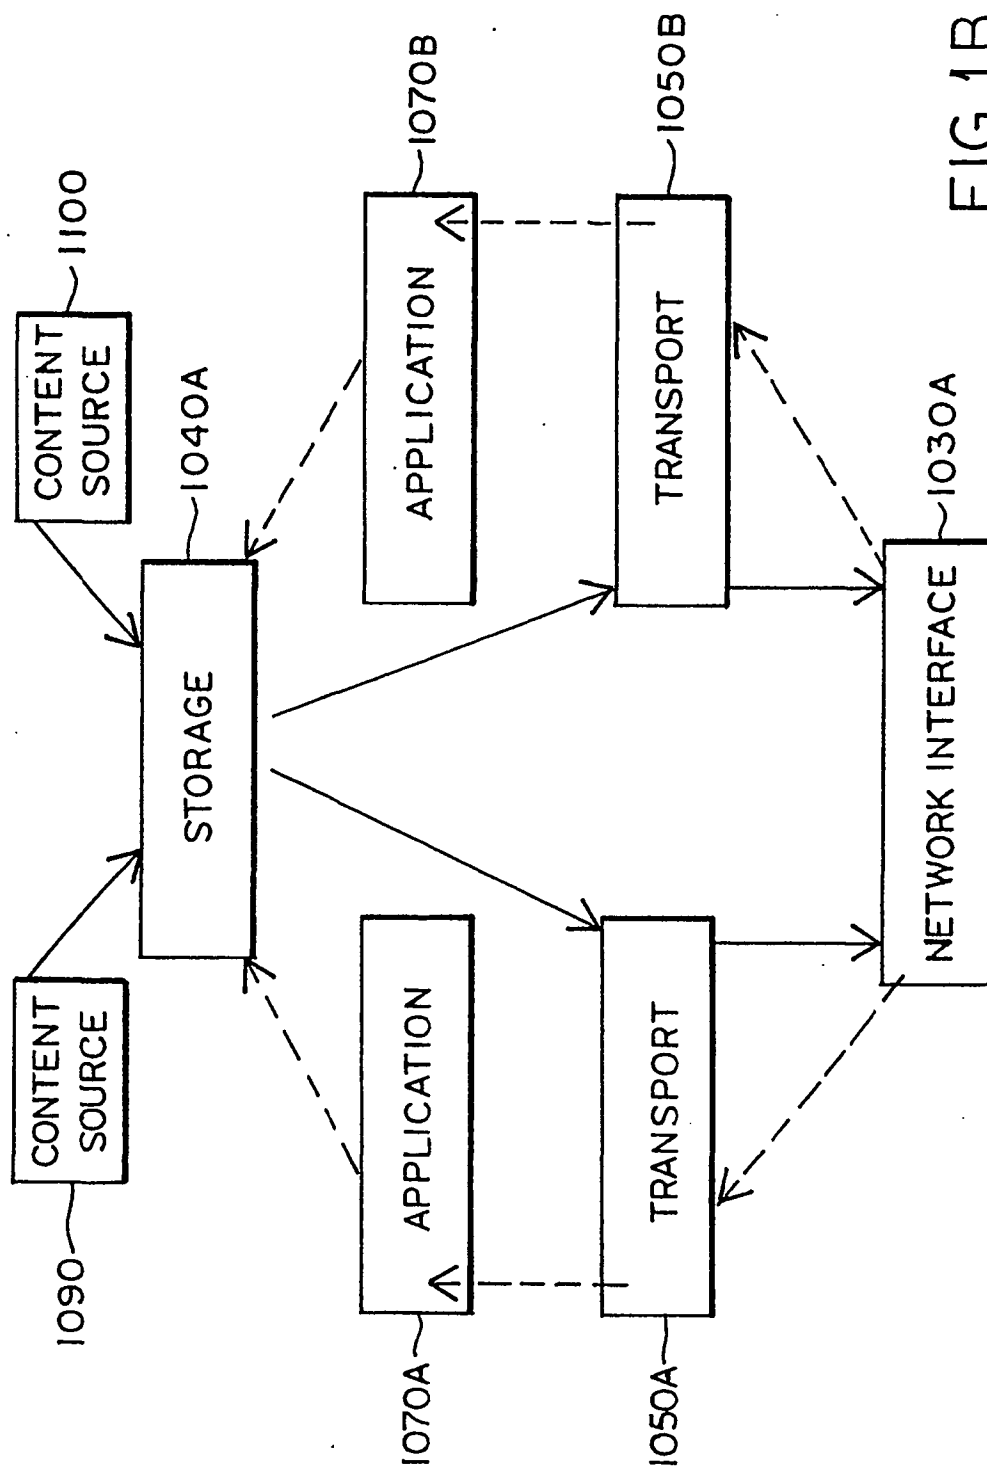 1090
CONTENT
SOURCE
CONTENT
SOURCE
1100
STORAGE
1040A
1070A
APPLICATION
APPLICATION
1070B
1050A
TRANSPORT
TRANSPORT
1050B
NETWORK INTERFACE
1030A
FIG 1B